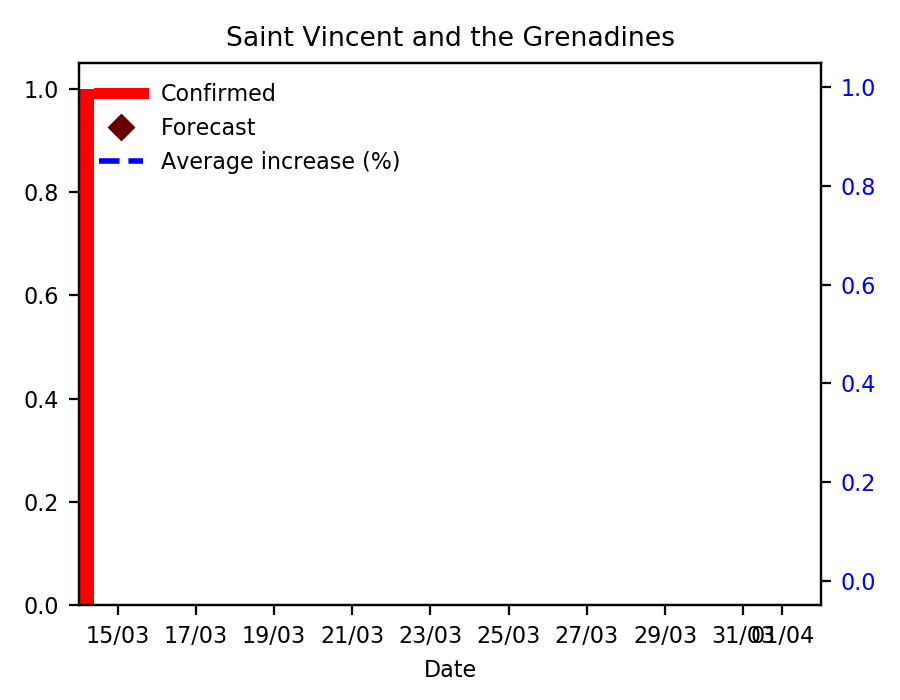 Saint Vincent and the Grenadines
1.0
0.8
0.6
0.4
0.2
0.0
Confirmed
Forecast
Average increase (%)
1.0
0.8
0.6
0.4
0.2
0.0
15/03 17/03 19/03 21/03 23/03 25/03 27/03 29/03 31/03 01/04
Date